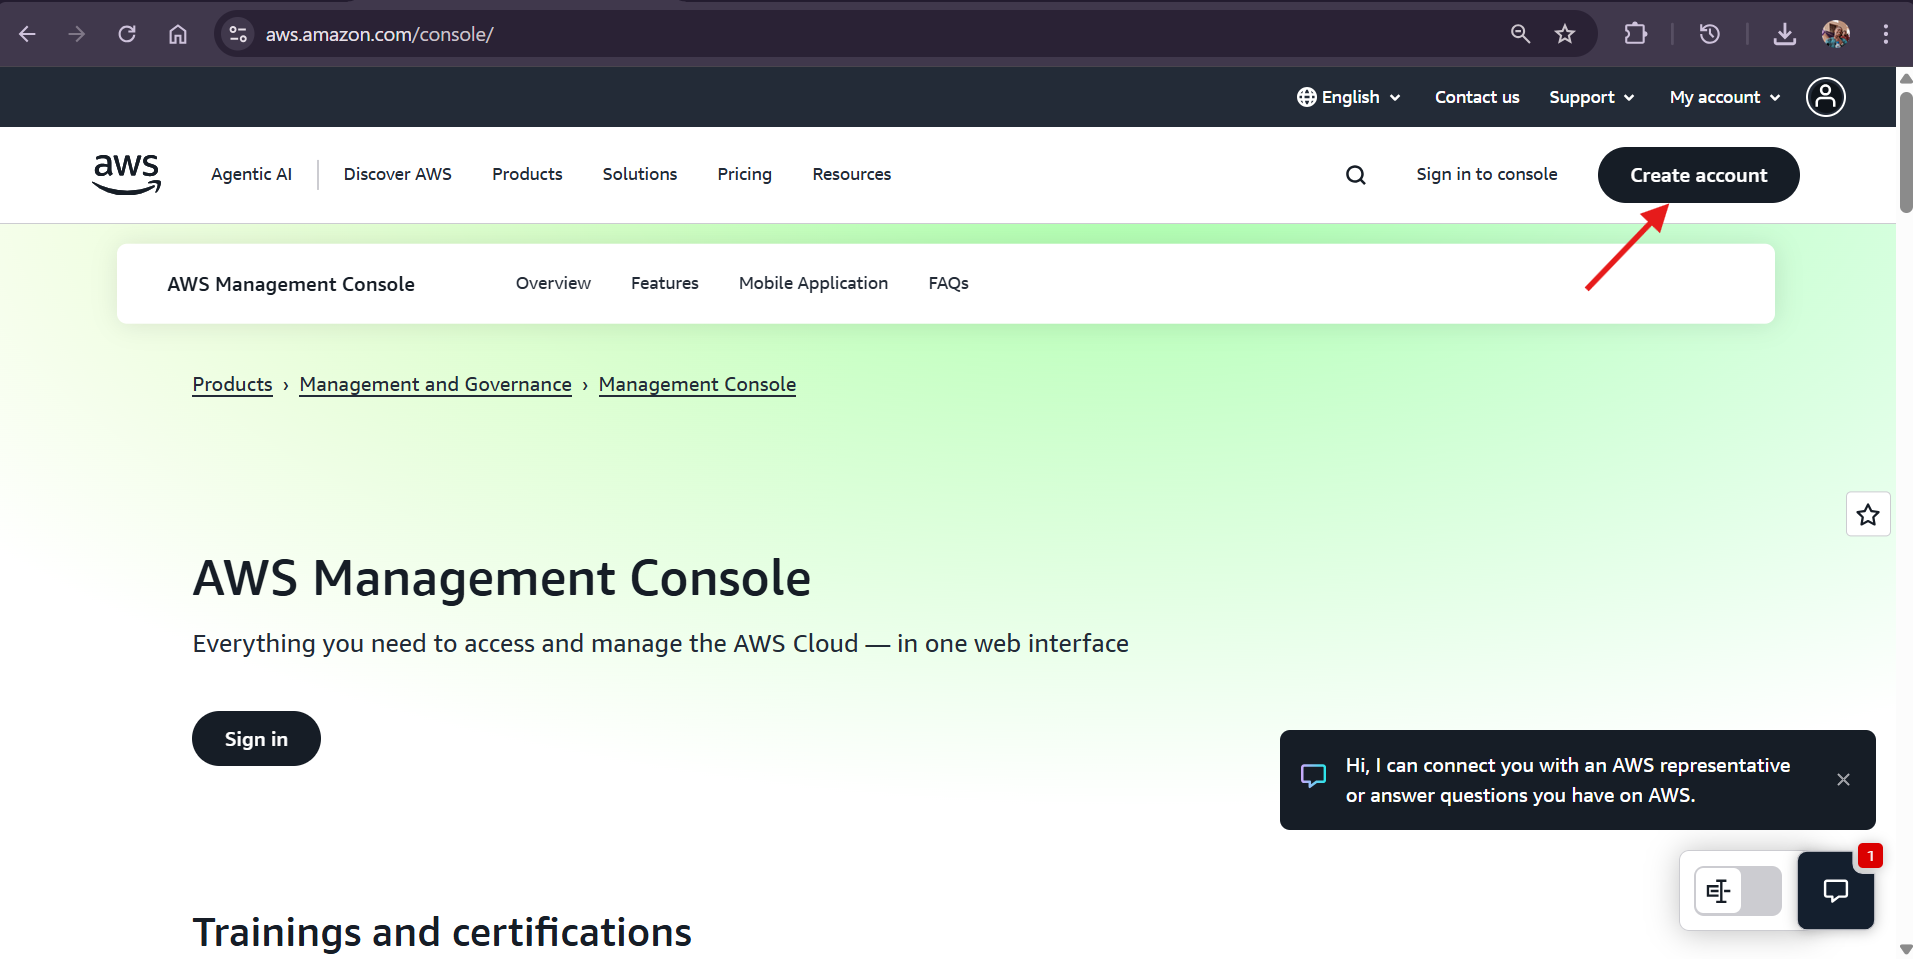 aws.amazon.com/console/
English Contact us Support My account
aws Agentic AI Discover AWS Products Solutions Pricing Resources Sign in to console Create account
AWS Management Console Overview Features Mobile Application FAQs
Products › Management and Governance › Management Console
AWS Management Console
Everything you need to access and manage the AWS Cloud — in one web interface
Sign in
Hi, I can connect you with an AWS representative
or answer questions you have on AWS.
1
Trainings and certifications